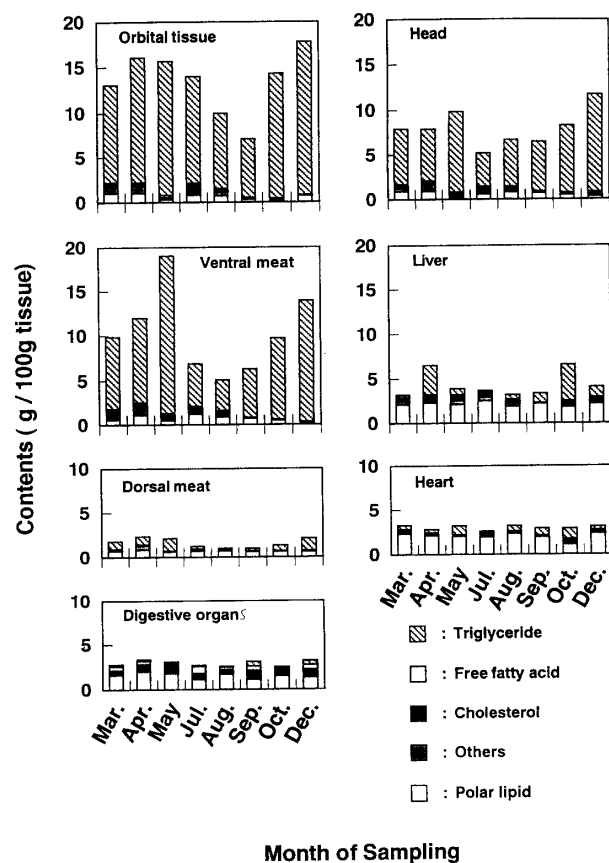 Contents ( g / 100g tissue)
Orbital tissue
20
15
10
5
0
Head
20
15
10
5
0
Ventral meat
20
15
10
5
0
Liver
20
15
10
5
0
Dorsal meat
10
5
0
Heart
10
5
0
Mar. Apr. May Jul. Aug. Sep. Oct. Dec.
Digestive organs
10
5
0
Mar. Apr. May Jul. Aug. Sep. Oct. Dec.
: Triglyceride
: Free fatty acid
: Cholesterol
: Others
: Polar lipid
Month of Sampling